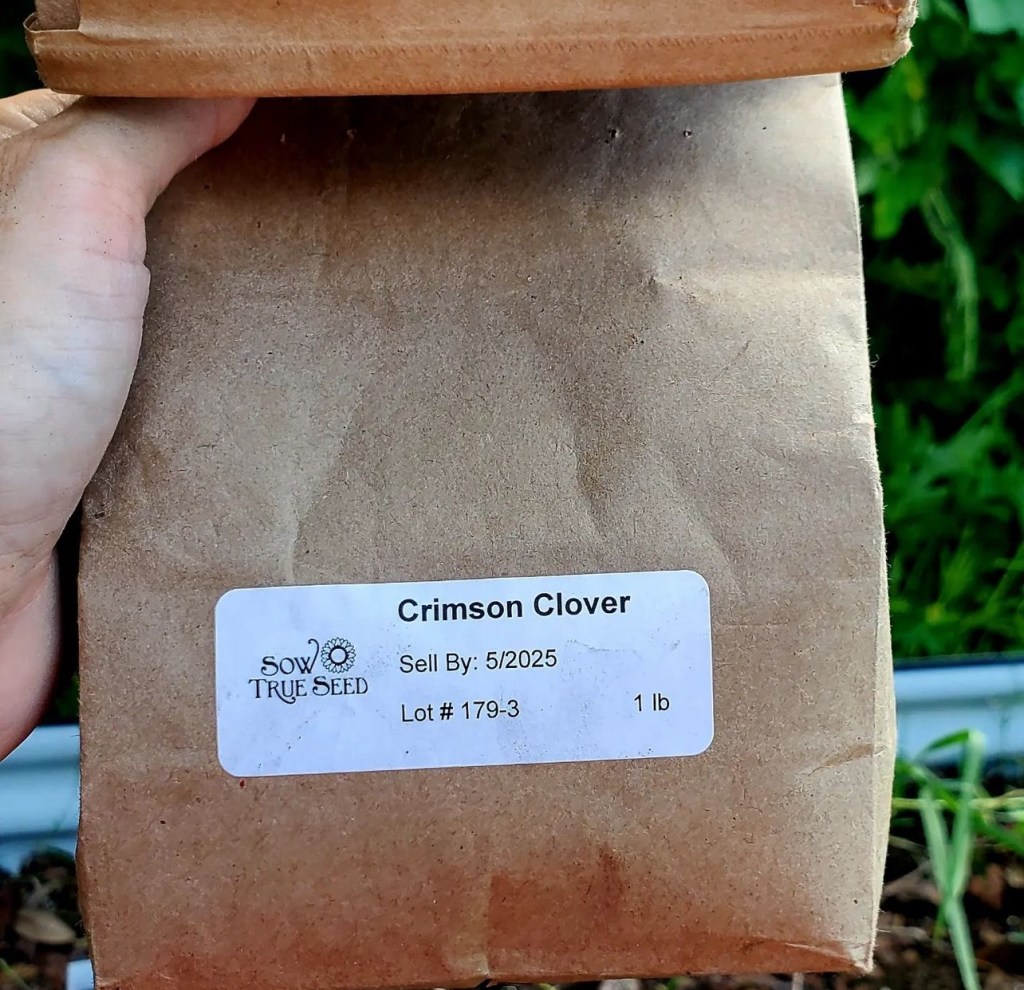 Crimson Clover
SOW
TRUE SEED
Sell By: 5/2025
Lot # 179-3
1 lb